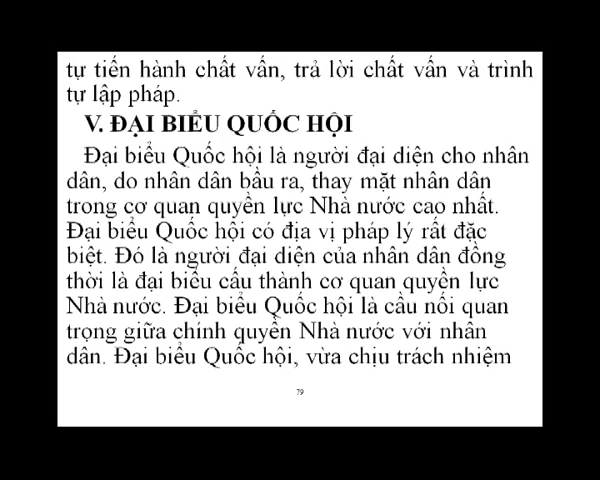 tự tiến hành chất vấn, trả lời chất vấn và trình
tự lập pháp.
V. ĐẠI BIỂU QUỐC HỘI
Đại biểu Quốc hội là người đại diện cho nhân
dân, do nhân dân bầu ra, thay mặt nhân dân
trong cơ quan quyền lực Nhà nước cao nhất.
Đại biểu Quốc hội có địa vị pháp lý rất đặc
biệt. Đó là người đại diện của nhân dân đồng
thời là đại biểu cấu thành cơ quan quyền lực
Nhà nước. Đại biểu Quốc hội là cầu nối quan
trọng giữa chính quyền Nhà nước với nhân
dân. Đại biểu Quốc hội, vừa chịu trách nhiệm
79